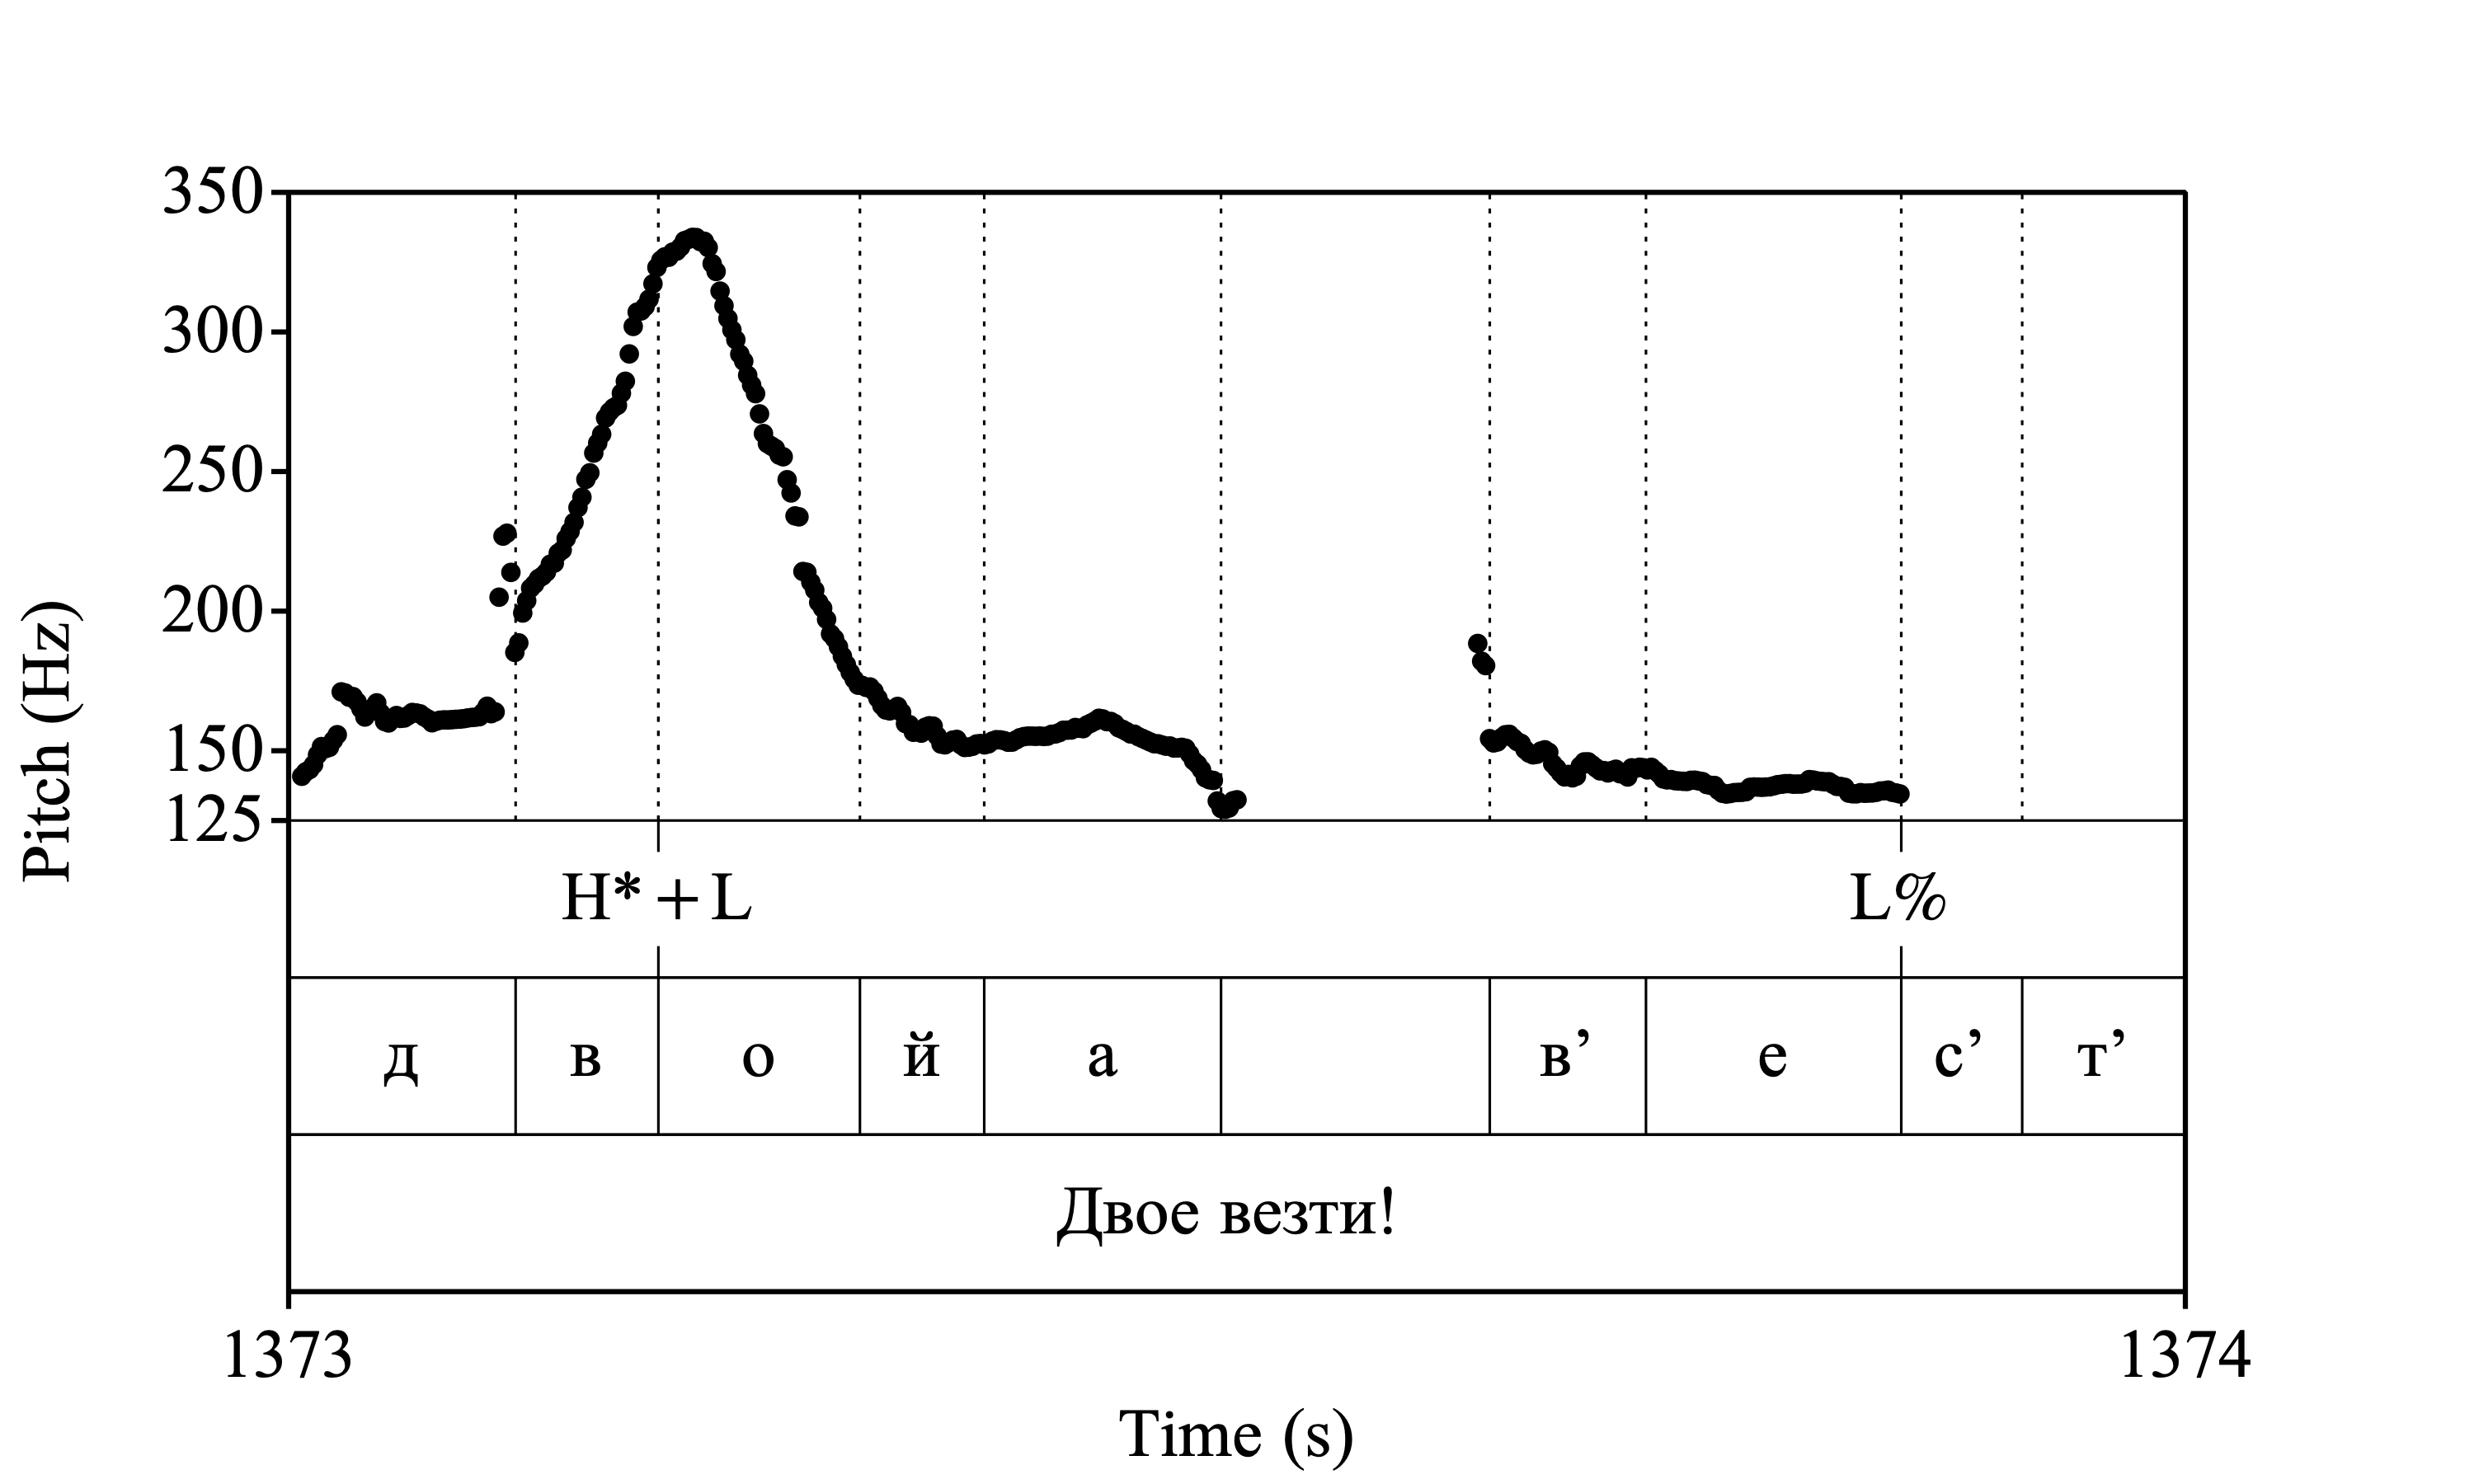 350
300
250
200
150
125
Pitch (Hz)
H*+L L%
д в о й а в’ е с’ т’
Двое везти!
1373 1374
Time (s)